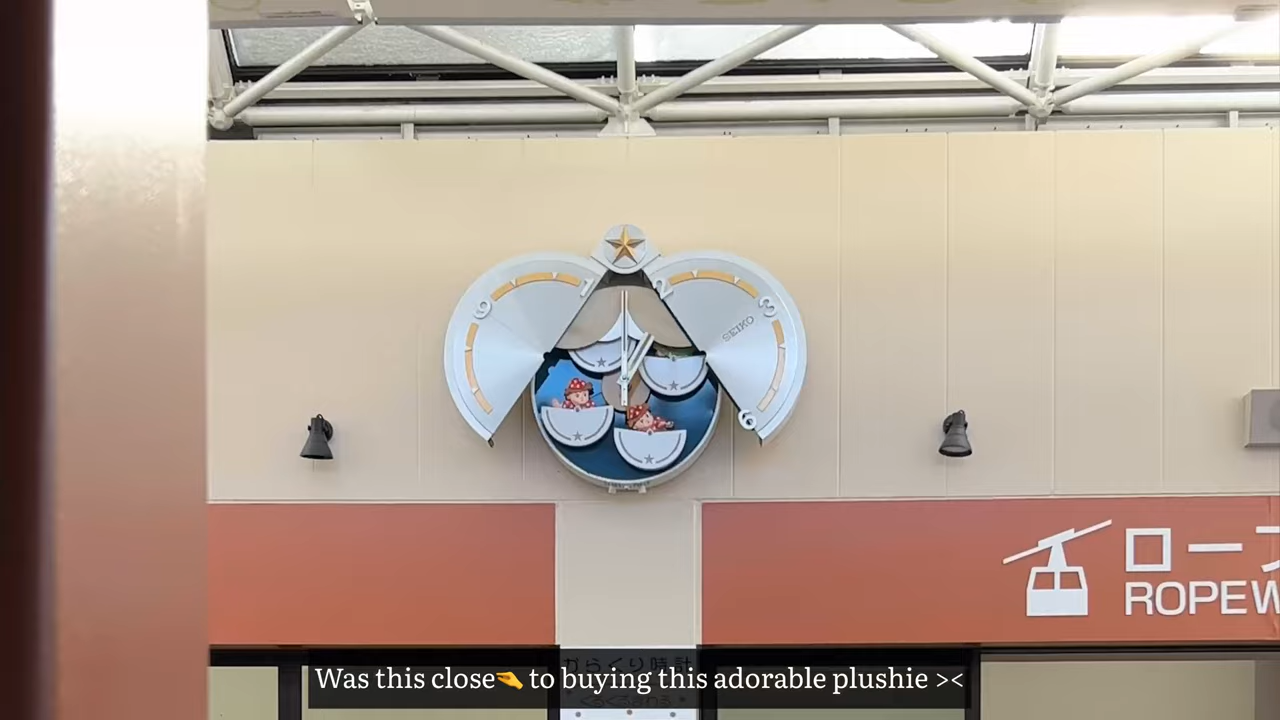 9
1
2
3
SEIKO
6
ロー
ROPEW
からくり時計
Was this close🤏 to buying this adorable plushie ><